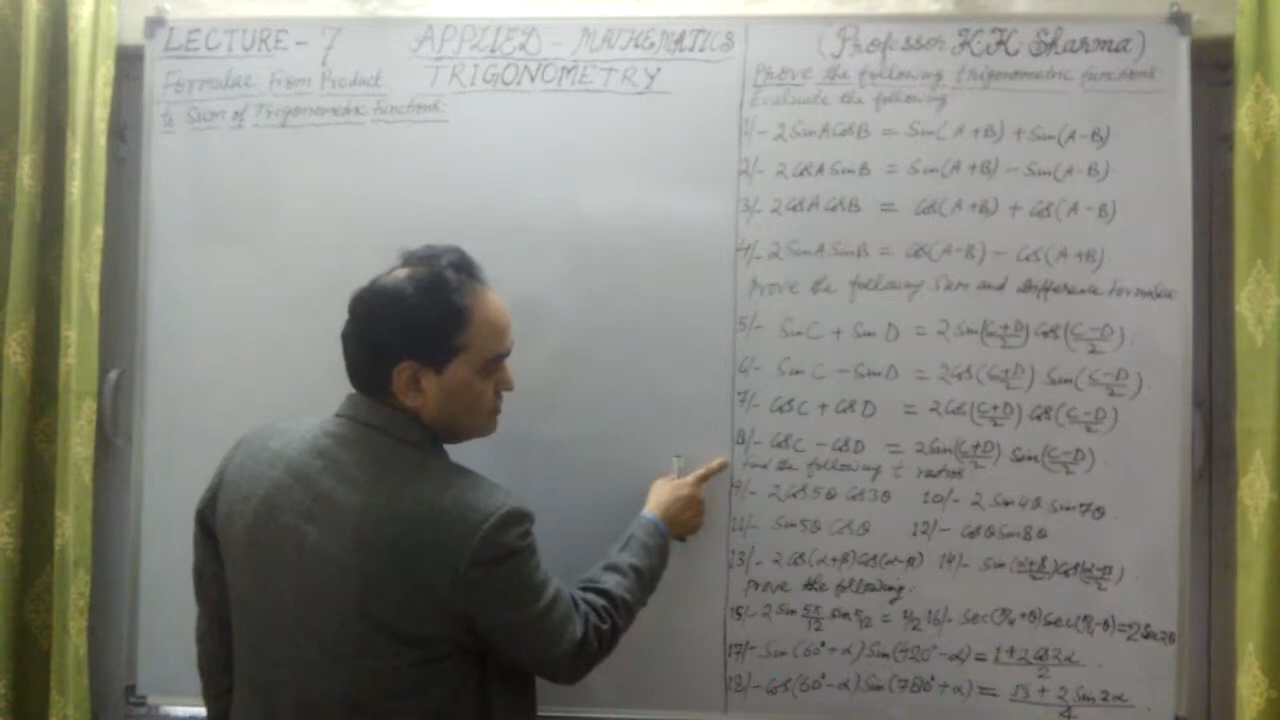 LECTURE - 7 APPLIED - MATHEMATICS
TRIGONOMETRY
Formulae From Product
to Sum of Trigonometric Functions:
(Professor K K Sharma)
Prove the following trigonometric functions
Evaluate the following
1/- 2 Sin A Cos B = Sin(A+B) + Sin(A-B)
2/- 2 Cos A Sin B = Sin(A+B) - Sin(A-B)
3/- 2 Cos A Cos B = Cos(A+B) + Cos(A-B)
4/- 2 Sin A Sin B = Cos(A-B) - Cos(A+B)
Prove the following Sum and Difference formulae
5/- Sin C + Sin D = 2 Sin((C+D)/2) Cos((C-D)/2).
6/- Sin C - Sin D = 2 Cos((C+D)/2) Sin((C-D)/2).
7/- Cos C + Cos D = 2 Cos((C+D)/2) Cos((C-D)/2)
8/- Cos C - Cos D = 2 Sin((C+D)/2) Sin((C-D)/2)
Find the following t ratios
9/- 2 Cos 5θ Cos 3θ 10/- 2 Sin 4θ Sin 7θ
11/- Sin 5θ Cos θ 12/- Cos θ Sin 8θ
13/- 2 Cos(α+β) Cos(α-β) 14/- Sin((α+β)/2) Cos((α-β)/2)
Prove the following:
15/- 2 Sin 5π/12 Sin π/12 = 1/2 16/- Sec(π/4+θ) Sec(π/4-θ) = 2 Sec 2θ
17/- Sin(60°+α) Sin(420°-α) = (1+2 Cos 2α)/2
18/- Cos(60°-α) Sin(780°+α) = (√3 + 2 Sin 2α)/4